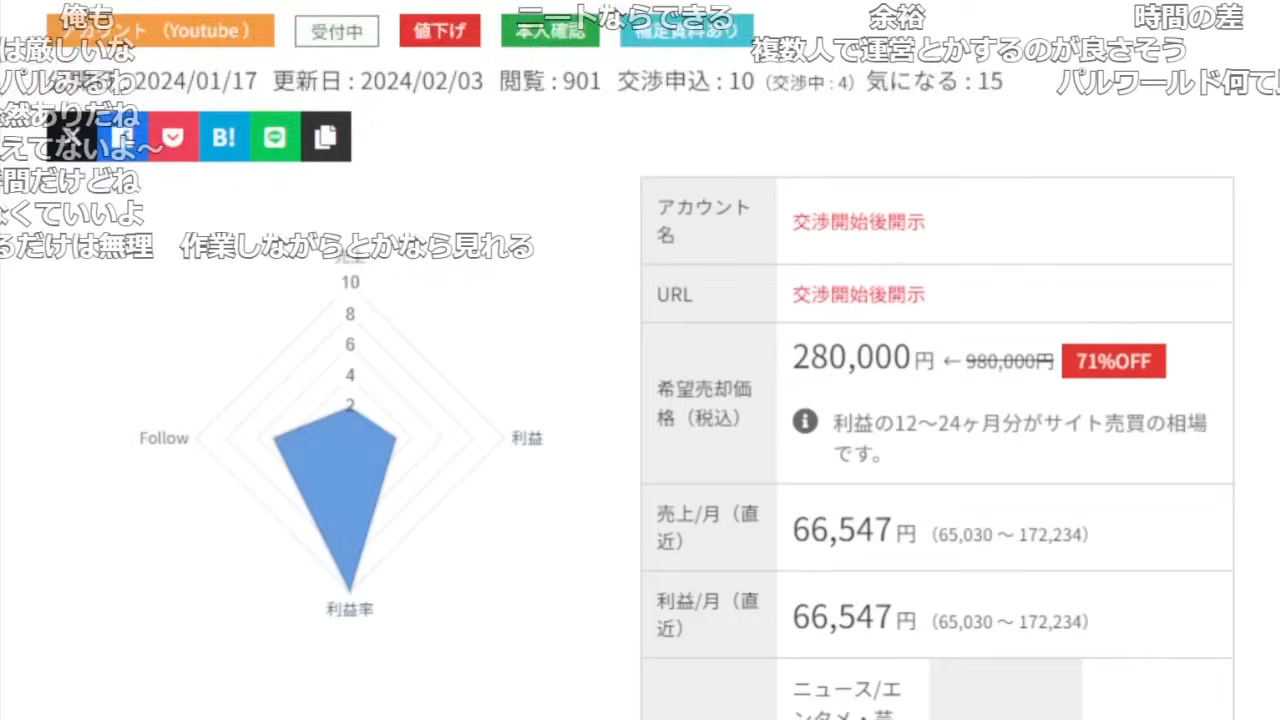 俺も
ニートならできる
余裕
時間の差
アカウント（Youtube）
受付中
値下げ
本人確認
補足資料あり
は厳しいな
複数人で運営とかするのが良さそう
2024/01/17 更新日 : 2024/02/03 閲覧 : 901 交渉申込 : 10（交渉中 : 4）気になる : 15
パルみるわ
パルワールド何て
然ありだね
B!
えてないよ〜
間だけどね
なくていいよ
るだけは無理 作業しながらとかなら見れる
アカウント
名
交渉開始後開示
URL
交渉開始後開示
希望売却価
格（税込）
280,000円 ← 980,000円 71%OFF
利益の12〜24ヶ月分がサイト売買の相場
です。
売上/月（直
近）
66,547円（65,030 〜 172,234）
利益/月（直
近）
66,547円（65,030 〜 172,234）
ニュース/エ
ンタメ・芸
10
8
6
4
2
Follow
利益
利益率